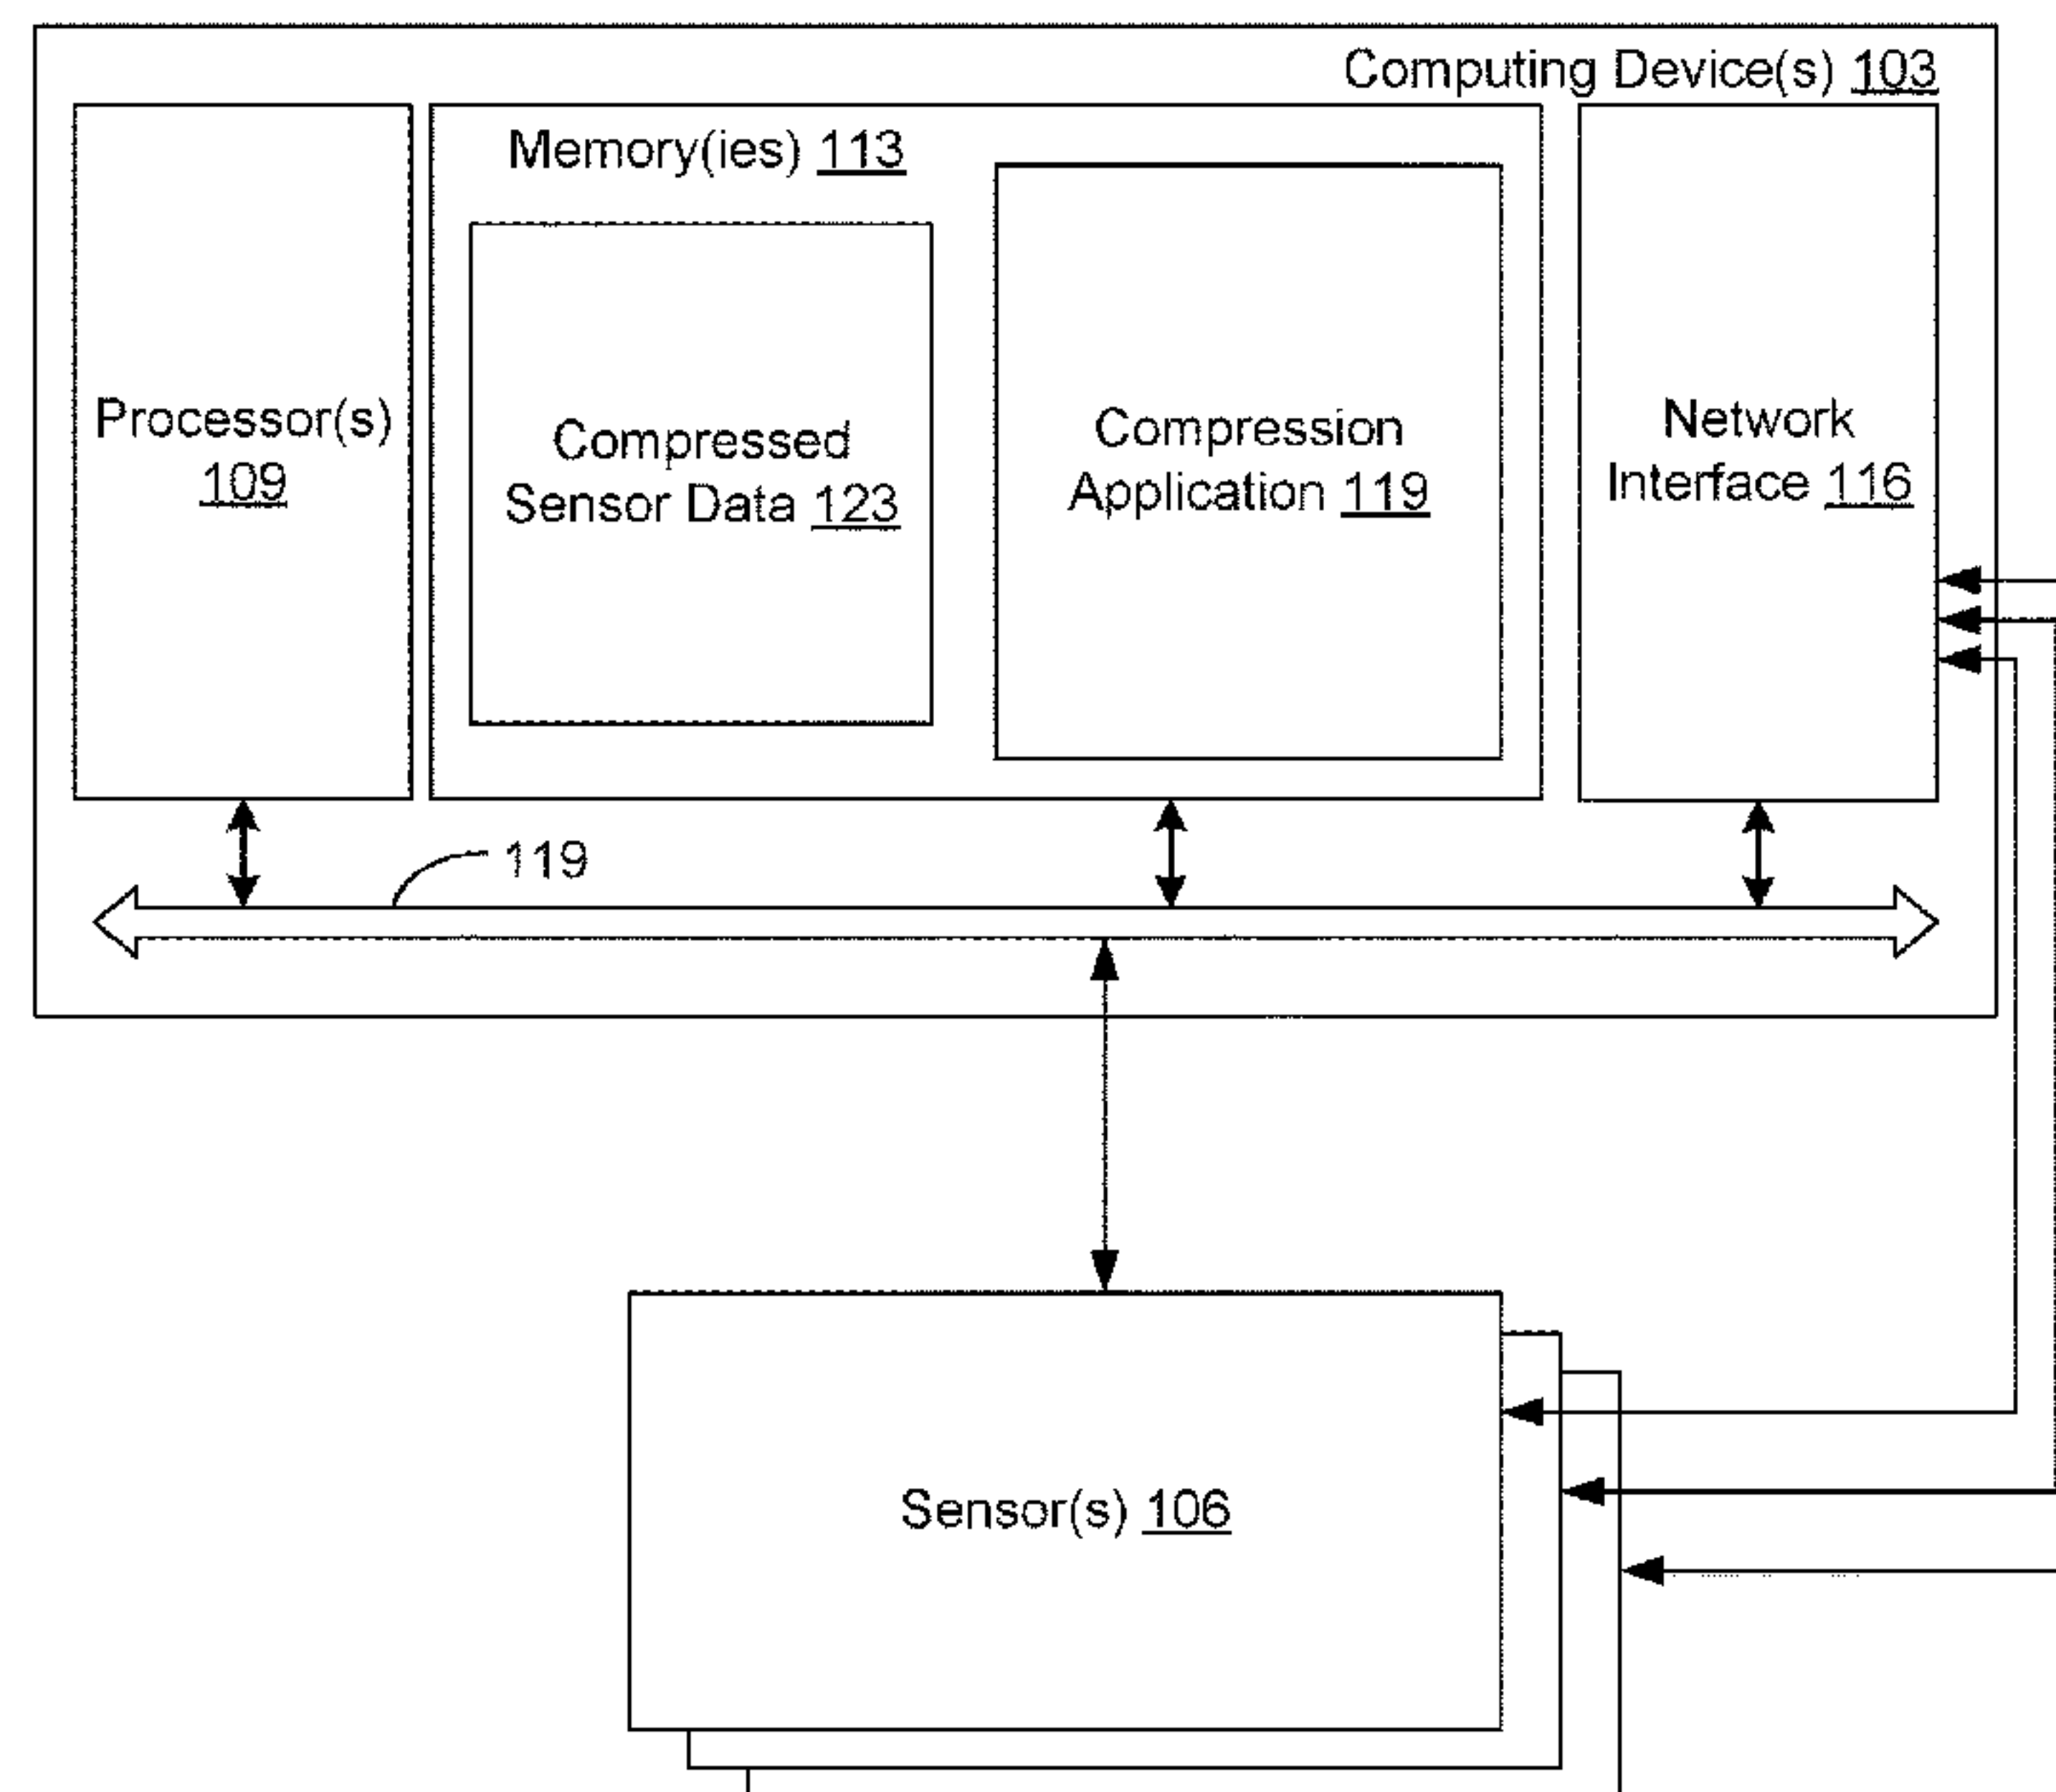 Computing Device(s) 103
Memory(ies) 113
Processor(s)
109
Compressed
Sensor Data 123
Compression
Application 119
Network
Interface 116
119
Sensor(s) 106